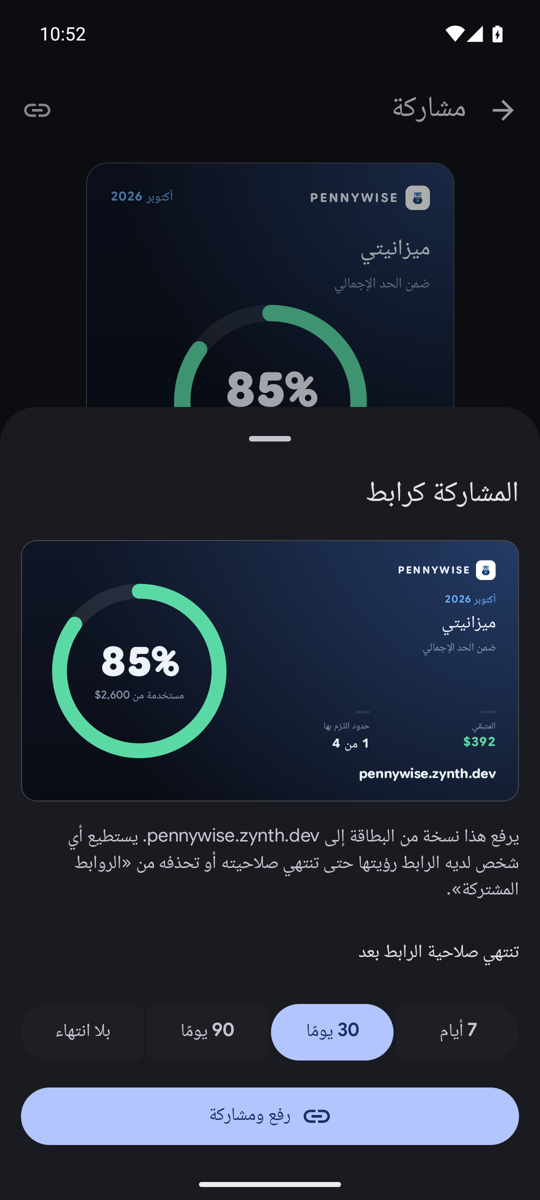 10:52
مشاركة
PENNYWISE
أكتوبر 2026
ميزانيتي
ضمن الحد الإجمالي
85%
المشاركة كرابط
PENNYWISE
أكتوبر 2026
ميزانيتي
ضمن الحد الإجمالي
85%
مستخدمة من 2,600$
المتبقي
$392
حدود التُزم بها
1 من 4
pennywise.zynth.dev
يرفع هذا نسخة من البطاقة إلى pennywise.zynth.dev. يستطيع أي
شخص لديه الرابط رؤيتها حتى تنتهي صلاحيته أو تحذفه من «الروابط
المشتركة».
تنتهي صلاحية الرابط بعد
7 أيام
30 يومًا
90 يومًا
بلا انتهاء
رفع ومشاركة